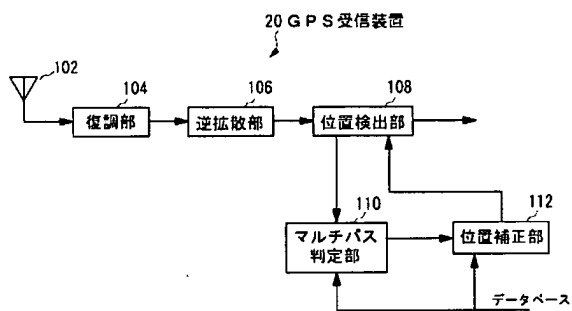 20 GPS受信装置
102
104
106
108
復調部
逆拡散部
位置検出部
110
112
マルチパス
判定部
位置補正部
データベース